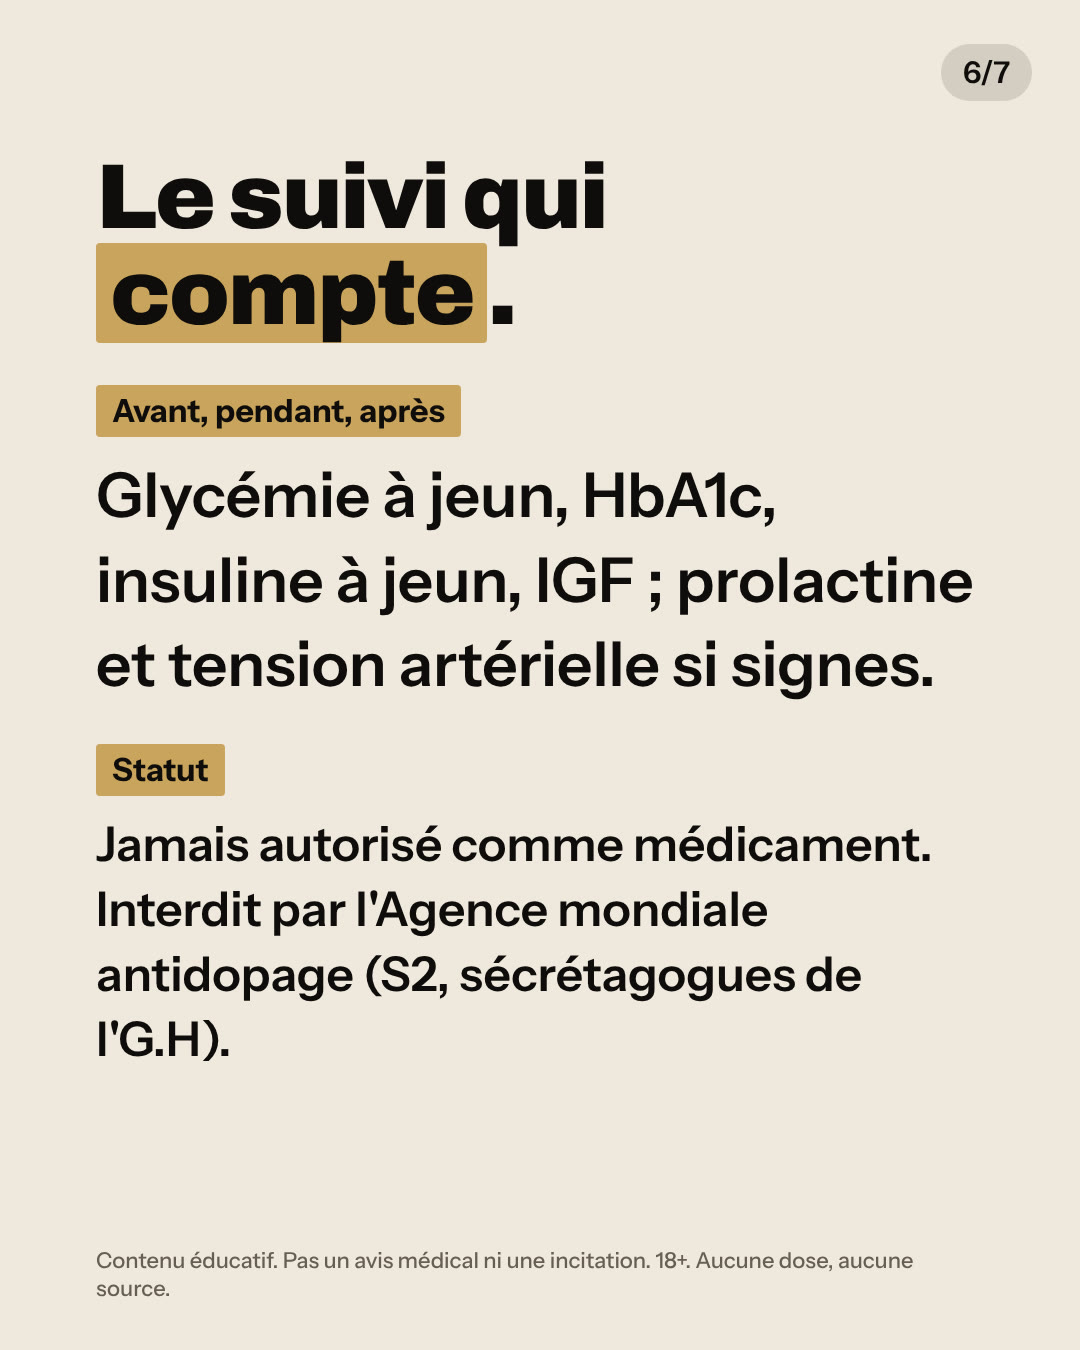 6/7
Le suivi qui
compte.
Avant, pendant, après
Glycémie à jeun, HbA1c,
insuline à jeun, IGF ; prolactine
et tension artérielle si signes.
Statut
Jamais autorisé comme médicament.
Interdit par l'Agence mondiale
antidopage (S2, sécrétagogues de
l'G.H).
Contenu éducatif. Pas un avis médical ni une incitation. 18+. Aucune dose, aucune
source.